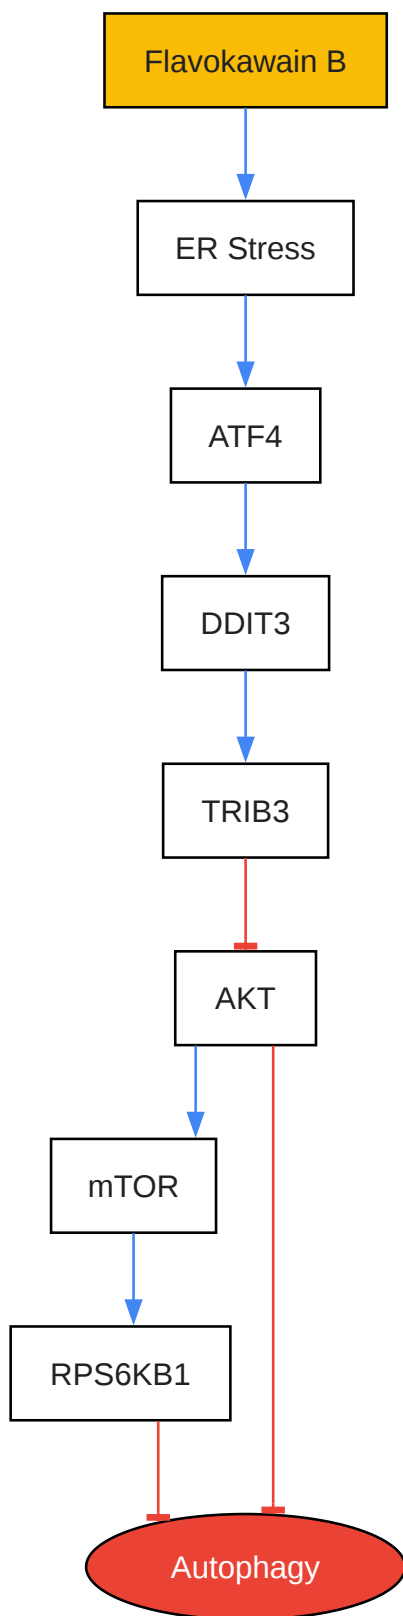 Flavokawain B
ER Stress
ATF4
DDIT3
TRIB3
AKT
mTOR
RPS6KB1
Autophagy